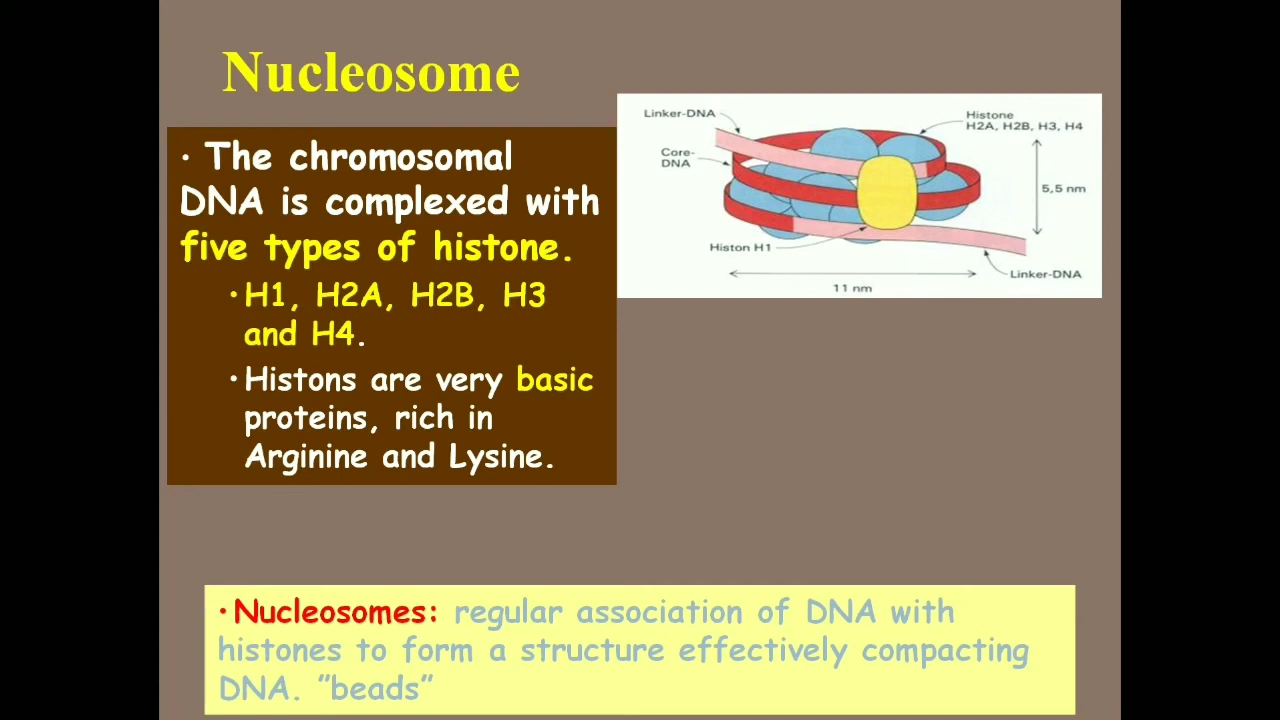 Nucleosome
• The chromosomal
DNA is complexed with
five types of histone.
• H1, H2A, H2B, H3
and H4.
• Histons are very basic
proteins, rich in
Arginine and Lysine.
Linker-DNA
Core-
DNA
Histone
H2A, H2B, H3, H4
5,5 nm
Histon H1
Linker-DNA
11 nm
• Nucleosomes: regular association of DNA with
histones to form a structure effectively compacting
DNA. ”beads”